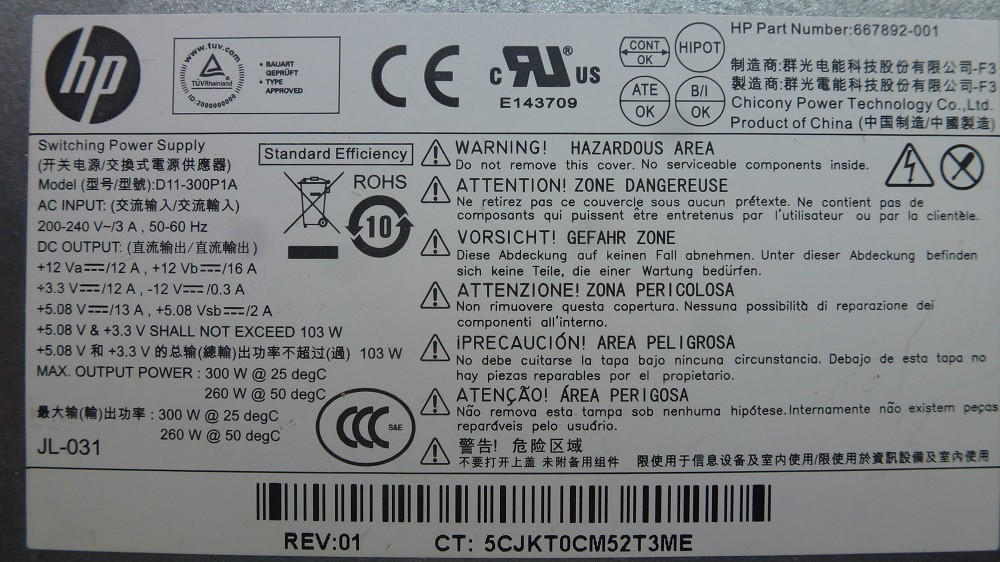 hp
www.tuv.com
TÜVRheinland
ID:2000000000
• BAUART
GEPRÜFT
• TYPE
APPROVED
CE
c RU US
E143709
CONT
OK
HIPOT
ATE
OK
B/I
OK
HP Part Number:667892-001
制造商:群光电能科技股份有限公司-F3
製造商:群光電能科技股份有限公司-F3
Chicony Power Technology Co.,Ltd.
Product of China (中国制造/中國製造)
Switching Power Supply
(开关电源/交換式電源供應器)
Model (型号/型號):D11-300P1A
AC INPUT: (交流输入/交流輸入)
200-240 V~/3 A , 50-60 Hz
DC OUTPUT: (直流输出/直流輸出)
+12 Va⎓/12 A , +12 Vb⎓/16 A
+3.3 V⎓/12 A , -12 V⎓/0.3 A
+5.08 V⎓/13 A , +5.08 Vsb⎓/2 A
+5.08 V & +3.3 V SHALL NOT EXCEED 103 W
+5.08 V 和 +3.3 V 的总输(總輸)出功率不超过(過) 103 W
MAX. OUTPUT POWER : 300 W @ 25 degC
260 W @ 50 degC
最大输(輸)出功率 : 300 W @ 25 degC
260 W @ 50 degC
JL-031
Standard Efficiency
ROHS
10
CCC S&E
WARNING! HAZARDOUS AREA
Do not remove this cover. No serviceable components inside.
ATTENTION! ZONE DANGEREUSE
Ne retirez pas ce couvercle sous aucun prétexte. Ne contient pas de
composants qui puissent être entretenus par l'utilisateur ou par la clientèle.
VORSICHT! GEFAHR ZONE
Diese Abdeckung auf keinen Fall abnehmen. Unter dieser Abdeckung befinden
sich keine Teile, die einer Wartung bedürfen.
ATTENZIONE! ZONA PERICOLOSA
Non rimuovere questa copertura. Nessuna possibilità di riparazione dei
componenti all'interno.
¡PRECAUCIÓN! AREA PELIGROSA
No debe cuitarse la tapa bajo ninguna circunstancia. Debajo de esta tapa no
hay piezas reparables por el propietario.
ATENÇÃO! ÁREA PERIGOSA
Não remova esta tampa sob nenhuma hipótese.Internamente não existem peças
reparáveis pelo usuário.
警告! 危险区域
不要打开上盖 未附备用组件 限使用于信息设备及室内使用/限使用於資訊設備及室內使用
REV:01 CT: 5CJKT0CM52T3ME